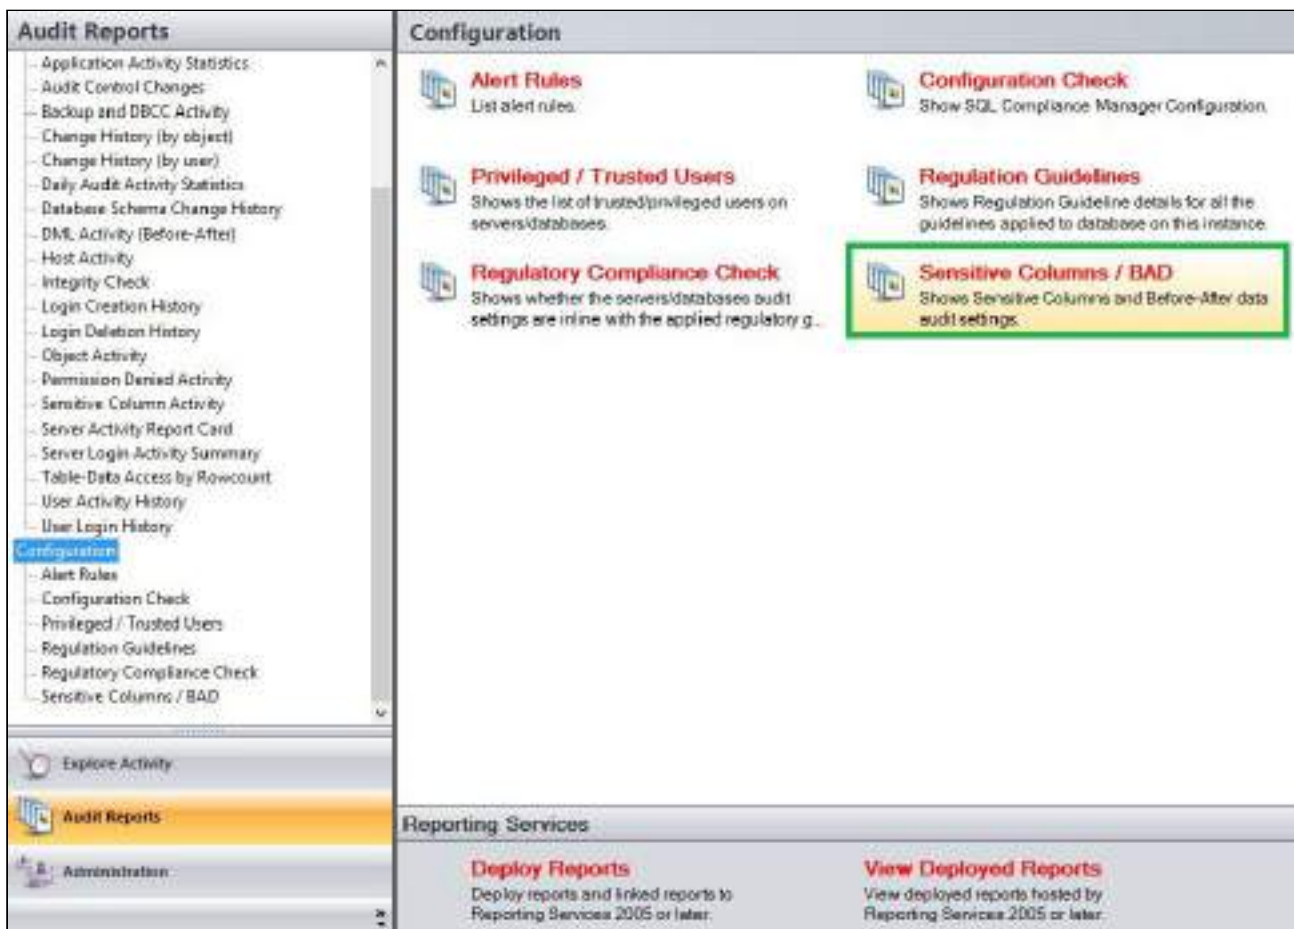 Audit Reports
Application Activity Statistics
Audit Control Changes
Backup and DBCC Activity
Change History (by object)
Change History (by user)
Daily Audit Activity Statistics
Database Schema Change History
DML Activity (Before-After)
Host Activity
Integrity Check
Login Creation History
Login Deletion History
Object Activity
Permission Denied Activity
Sensitive Column Activity
Server Activity Report Card
Server Login Activity Summary
Table-Data Access by Rowcount
User Activity History
User Login History
Configuration
Alert Rules
Configuration Check
Privileged / Trusted Users
Regulation Guidelines
Regulatory Compliance Check
Sensitive Columns / BAD
Explore Activity
Audit Reports
Administration
Configuration
Alert Rules
List alert rules.
Configuration Check
Show SQL Compliance Manager Configuration.
Privileged / Trusted Users
Shows the list of trusted/privileged users on
servers/databases.
Regulation Guidelines
Shows Regulation Guideline details for all the
guidelines applied to database on this instance.
Regulatory Compliance Check
Shows whether the servers/databases audit
settings are inline with the applied regulatory g...
Sensitive Columns / BAD
Shows Sensitive Columns and Before-After data
audit settings.
Reporting Services
Deploy Reports
Deploy reports and linked reports to
Reporting Services 2005 or later.
View Deployed Reports
View deployed reports hosted by
Reporting Services 2005 or later.